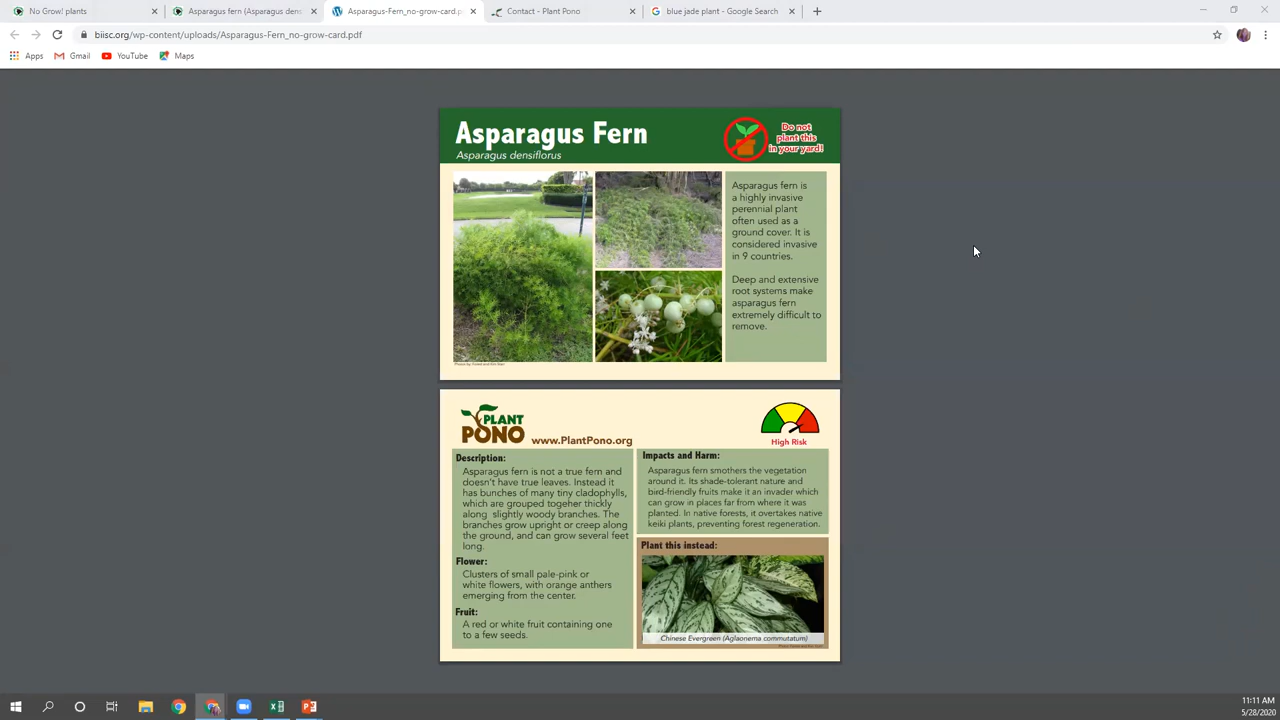 No Grow! plants
Asparagus fern (Asparagus dens
Asparagus-Fern_no-grow-card.p
Contact - Plant Pono
blue jade plant - Google Search
biisc.org/wp-content/uploads/Asparagus-Fern_no-grow-card.pdf
Apps
Gmail
YouTube
Maps
Asparagus Fern
Asparagus densiflorus
Do not
plant this
in your yard!
Asparagus fern is
a highly invasive
perennial plant
often used as a
ground cover. It is
considered invasive
in 9 countries.
Deep and extensive
root systems make
asparagus fern
extremely difficult to
remove.
PLANT
PONO
www.PlantPono.org
High Risk
Description:
Asparagus fern is not a true fern and
doesn't have true leaves. Instead it
has bunches of many tiny cladophylls,
which are grouped togeher thickly
along slightly woody branches. The
branches grow upright or creep along
the ground, and can grow several feet
long.
Flower:
Clusters of small pale-pink or
white flowers, with orange anthers
emerging from the center.
Fruit:
A red or white fruit containing one
to a few seeds.
Impacts and Harm:
Asparagus fern smothers the vegetation
around it. Its shade-tolerant nature and
bird-friendly fruits make it an invader which
can grow in places far from where it was
planted. In native forests, it overtakes native
keiki plants, preventing forest regeneration.
Plant this instead:
Chinese Evergreen (Aglaonema commutatum)
11:11 AM
5/28/2020